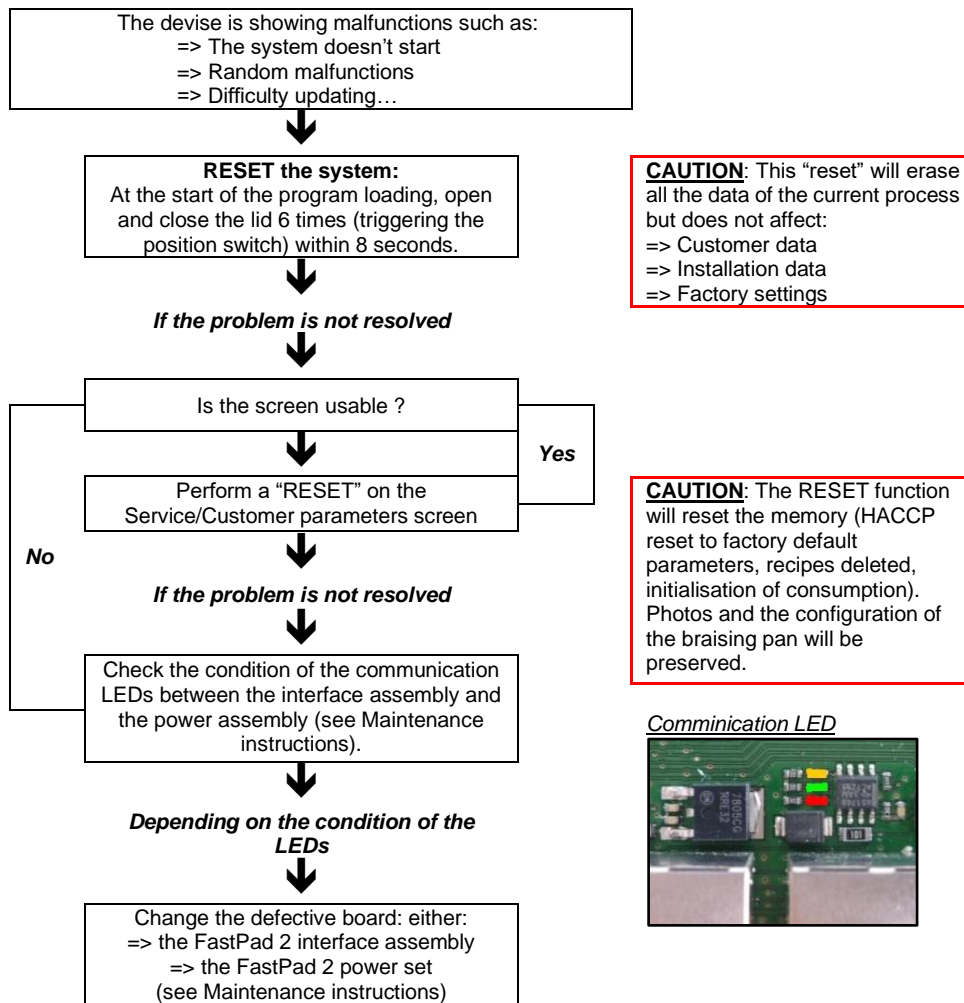 The devise is showing malfunctions such as:
=> The system doesn't start
=> Random malfunctions
=> Difficulty updating…
RESET the system:
At the start of the program loading, open
and close the lid 6 times (triggering the
position switch) within 8 seconds.
CAUTION: This “reset” will erase
all the data of the current process
but does not affect:
=> Customer data
=> Installation data
=> Factory settings
If the problem is not resolved
Is the screen usable ?
Yes
No
Perform a “RESET” on the
Service/Customer parameters screen
CAUTION: The RESET function
will reset the memory (HACCP
reset to factory default
parameters, recipes deleted,
initialisation of consumption).
Photos and the configuration of
the braising pan will be
preserved.
If the problem is not resolved
Check the condition of the communication
LEDs between the interface assembly and
the power assembly (see Maintenance
instructions).
Comminication LED
7805CG
RRE32
101
Depending on the condition of the
LEDs
Change the defective board: either:
=> the FastPad 2 interface assembly
=> the FastPad 2 power set
(see Maintenance instructions)